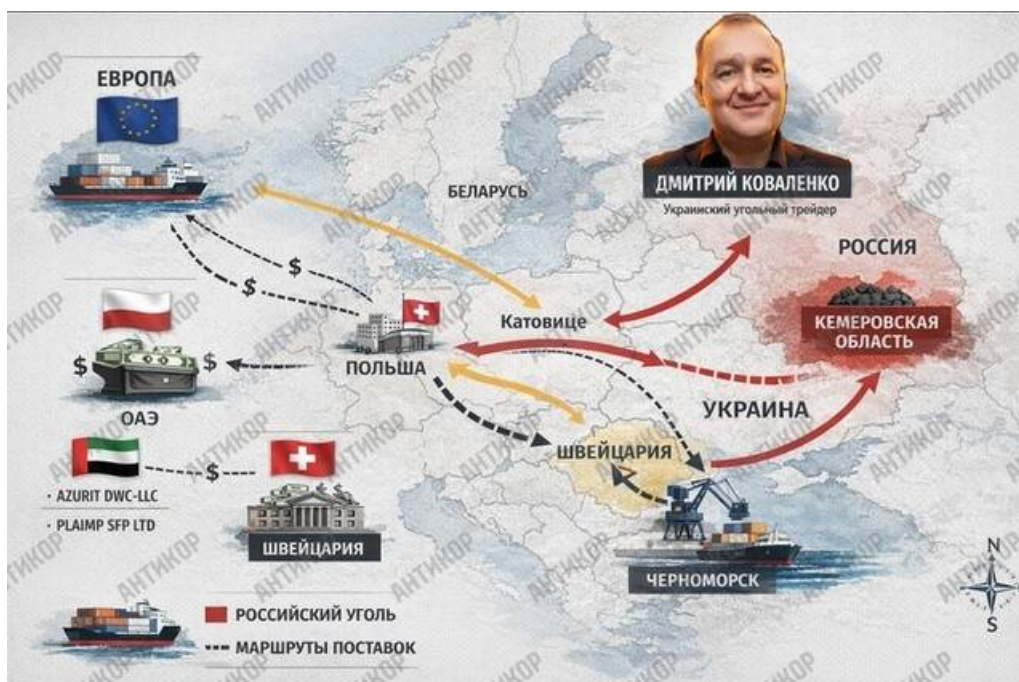 ЕВРОПА
ДМИТРИЙ КОВАЛЕНКО
Украинский угольный трейдер
БЕЛАРУСЬ
РОССИЯ
$
$
Катовице
КЕМЕРОВСКАЯ
ОБЛАСТЬ
ПОЛЬША
$
$
ОАЭ
УКРАИНА
ШВЕЙЦАРИЯ
$
· AZURIT DWC-LLC
· PLAIMP SFP LTD
ШВЕЙЦАРИЯ
ЧЕРНОМОРСК
N
S
РОССИЙСКИЙ УГОЛЬ
МАРШРУТЫ ПОСТАВОК
АНТИКОР